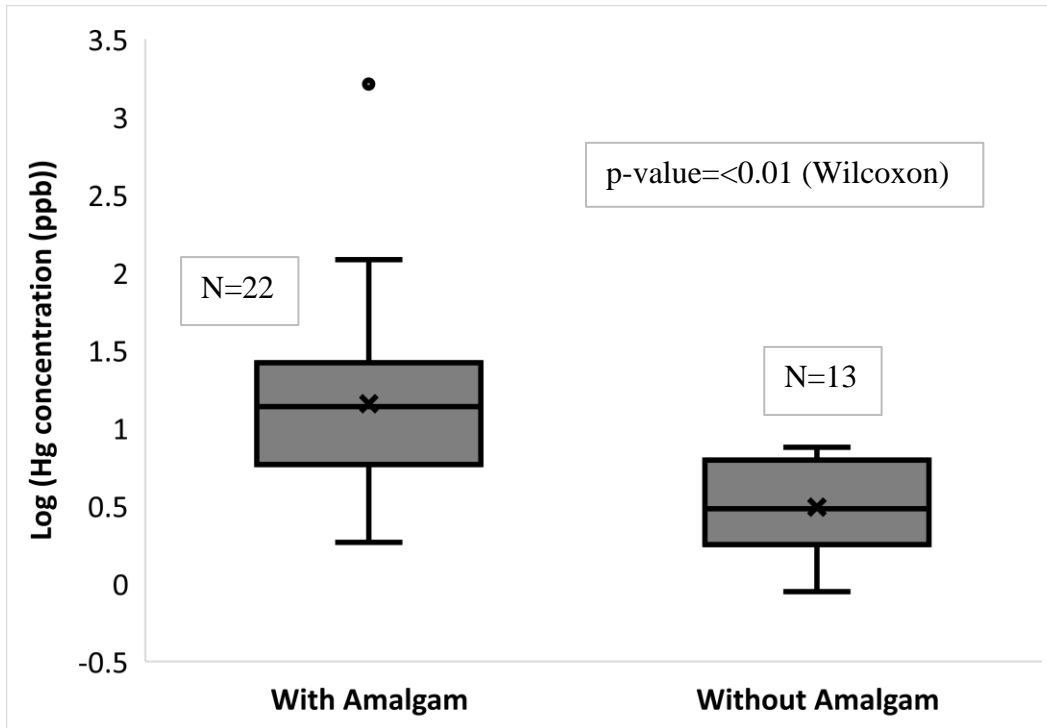 Log (Hg concentration (ppb))
3.5
3
2.5
2
1.5
1
0.5
0
-0.5
p-value=<0.01 (Wilcoxon)
N=22
N=13
With Amalgam
Without Amalgam